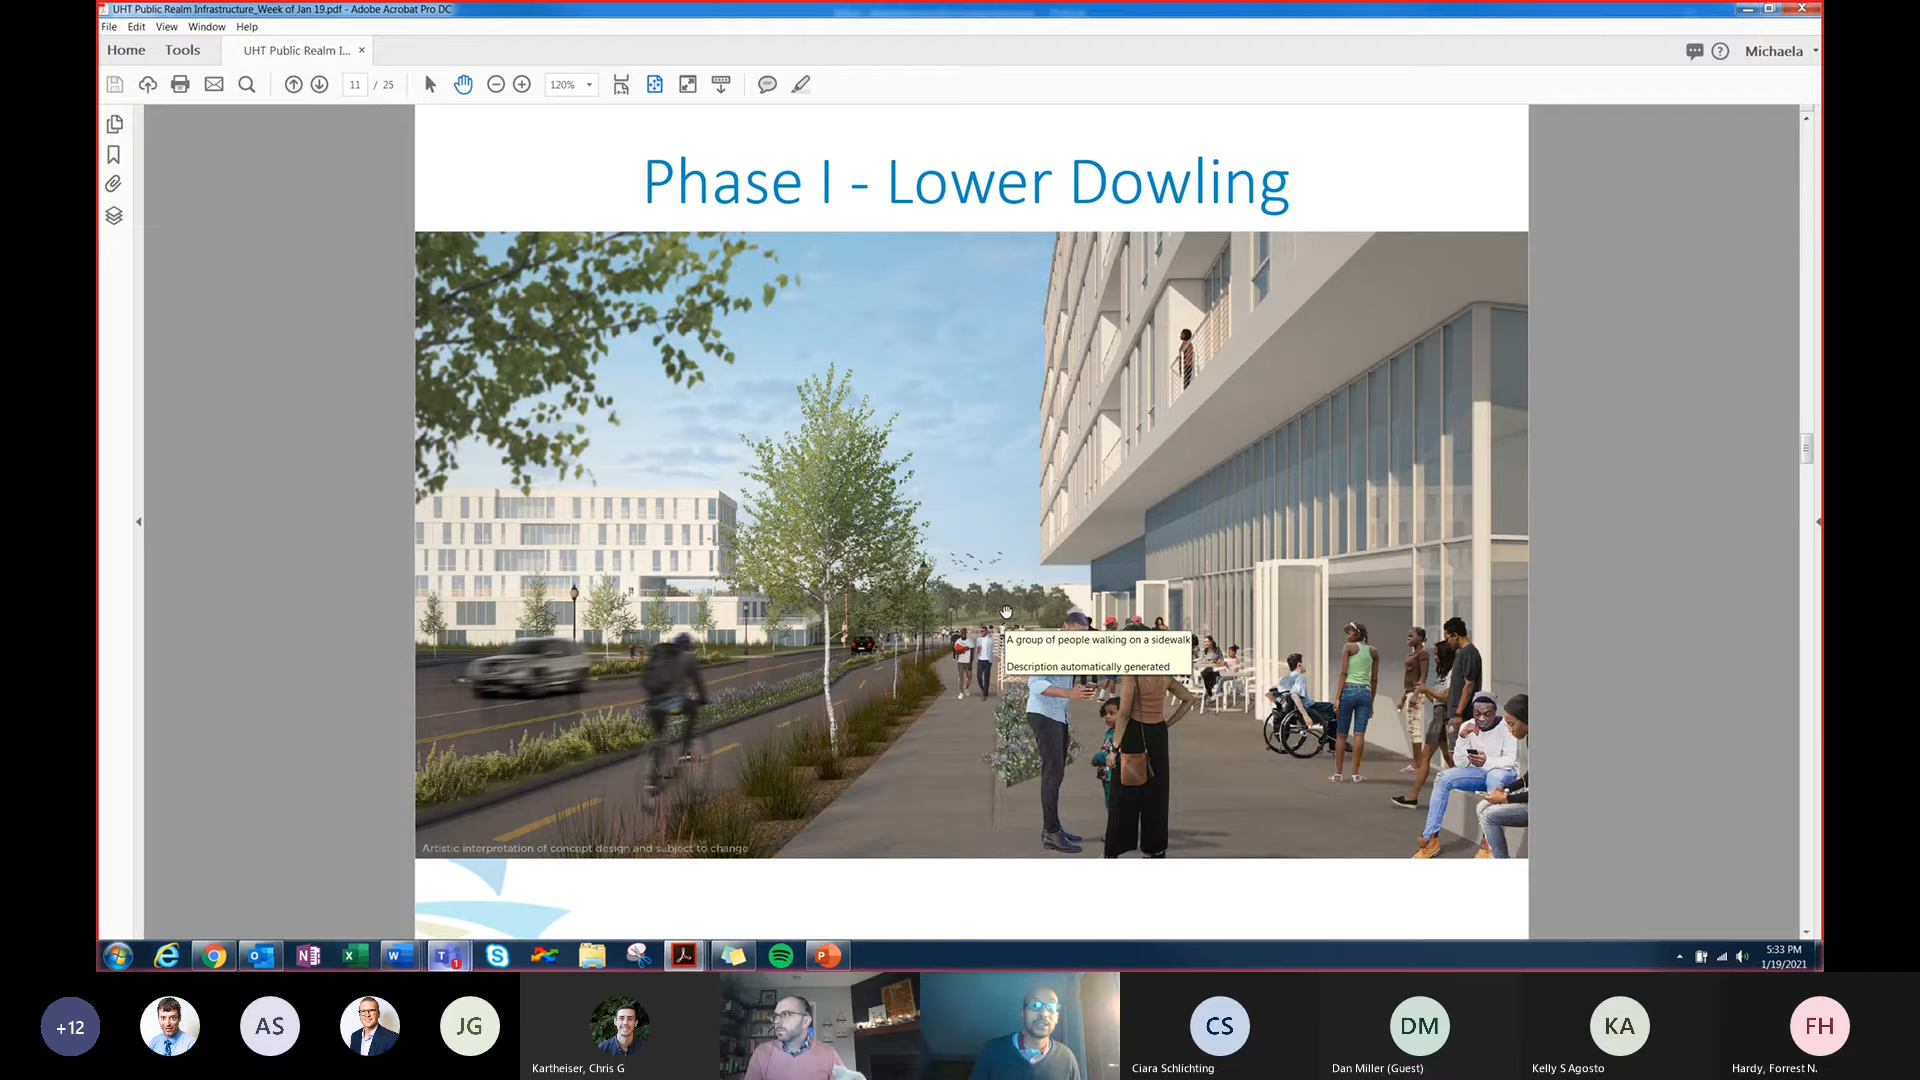 UHT Public Realm Infrastructure_Week of Jan 19.pdf - Adobe Acrobat Pro DC
File Edit View Window Help
Home Tools UHT Public Realm I... ×
Michaela
11 / 25
120%
Phase I - Lower Dowling
A group of people walking on a sidewalk
Description automatically generated
Artistic interpretation of concept design and subject to change
5:33 PM
1/19/2021
+12
AS
JG
CS
DM
KA
FH
Kartheiser, Chris G
Ciara Schlichting
Dan Miller (Guest)
Kelly S Agosto
Hardy, Forrest N.